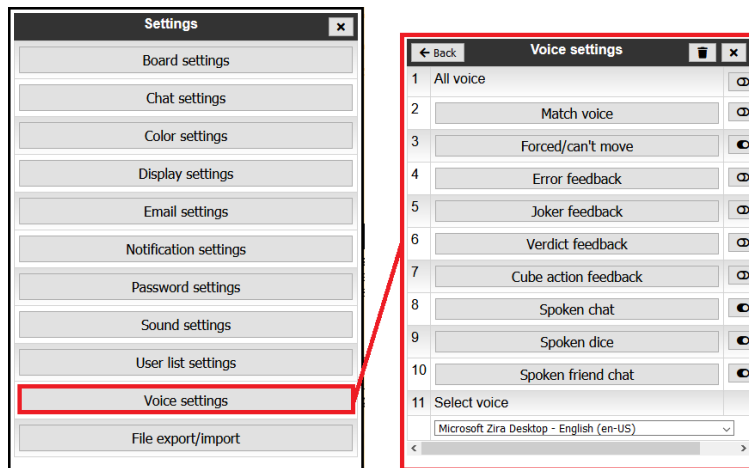 Settings
Board settings
Chat settings
Color settings
Display settings
Email settings
Notification settings
Password settings
Sound settings
User list settings
Voice settings
File export/import
Back Voice settings
1 All voice
2 Match voice
3 Forced/can't move
4 Error feedback
5 Joker feedback
6 Verdict feedback
7 Cube action feedback
8 Spoken chat
9 Spoken dice
10 Spoken friend chat
11 Select voice
Microsoft Zira Desktop - English (en-US)